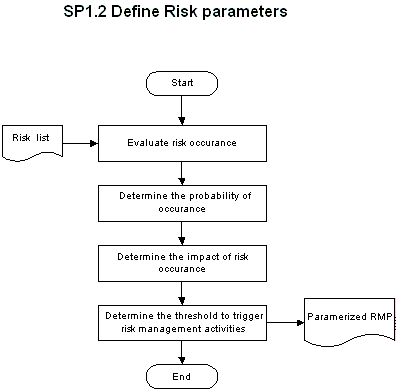 SP1.2 Define Risk parameters
Start
Risk list
Evaluate risk occurance
Determine the probability of
occurance
Determine the impact of risk
occurance
Determine the threshold to trigger
risk management activities
Paramerized RMP
End